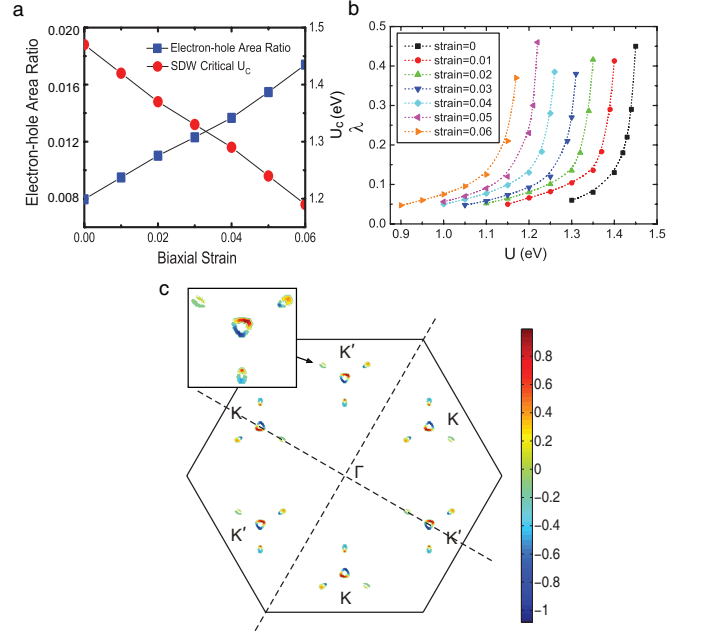 a
0.020
0.016
0.012
0.008
Electron-hole Area Ratio
0.00
0.02
0.04
0.06
Biaxial Strain
1.5
1.4
1.3
1.2
U_C (eV)
Electron-hole Area Ratio
SDW Critical U_C
b
0.5
0.4
0.3
0.2
0.1
0.0
λ
0.9
1.0
1.1
1.2
1.3
1.4
1.5
U (eV)
strain=0
strain=0.01
strain=0.02
strain=0.03
strain=0.04
strain=0.05
strain=0.06
c
K′
K
K
Γ
K′
K′
K
0.8
0.6
0.4
0.2
0
−0.2
−0.4
−0.6
−0.8
−1